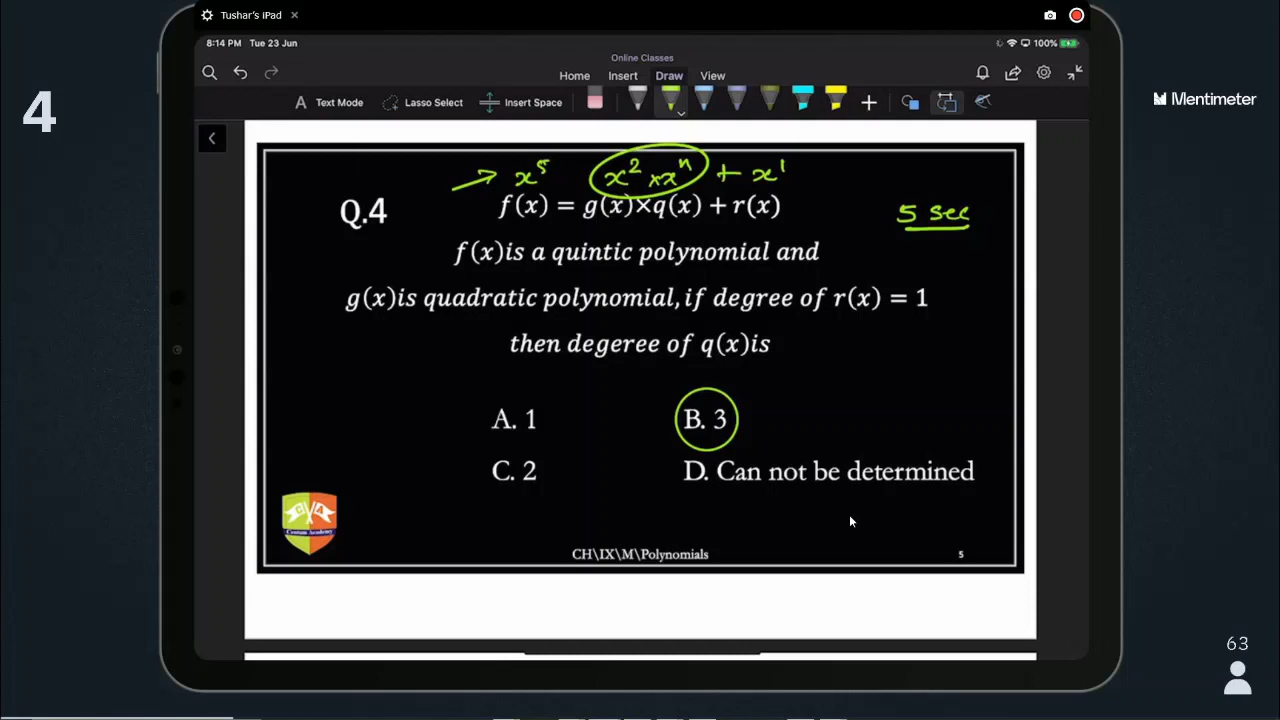 Tushar's iPad ×
8:14 PM Tue 23 Jun
100%
Online Classes
Home Insert Draw View
Text Mode Lasso Select Insert Space
4
Mentimeter
→ x⁵ x² × xⁿ + x¹
Q.4 f(x) = g(x)×q(x) + r(x)
5 sec
f(x)is a quintic polynomial and
g(x)is quadratic polynomial, if degree of r(x) = 1
then degeree of q(x)is
A. 1 B. 3
C. 2 D. Can not be determined
Centum Academy
CH\IX\M\Polynomials 5
63